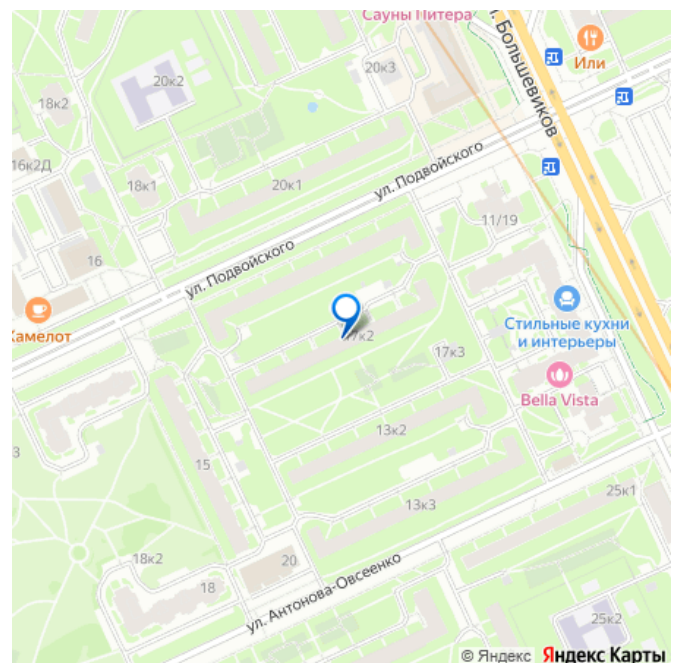 Сауны Питера
Или
20к2
20к3
Большевиков
18к2
16к2Д
18к1
20к1
ул. Подвойского
11/19
16
ул. Подвойского
Камелот
Стильные кухни
и интерьеры
17к2
17к3
Bella Vista
13к2
3
15
25к1
13к3
18к2
20
18
ул. Антонова-Овсеенко
25к2
© Яндекс Яндекс Карты